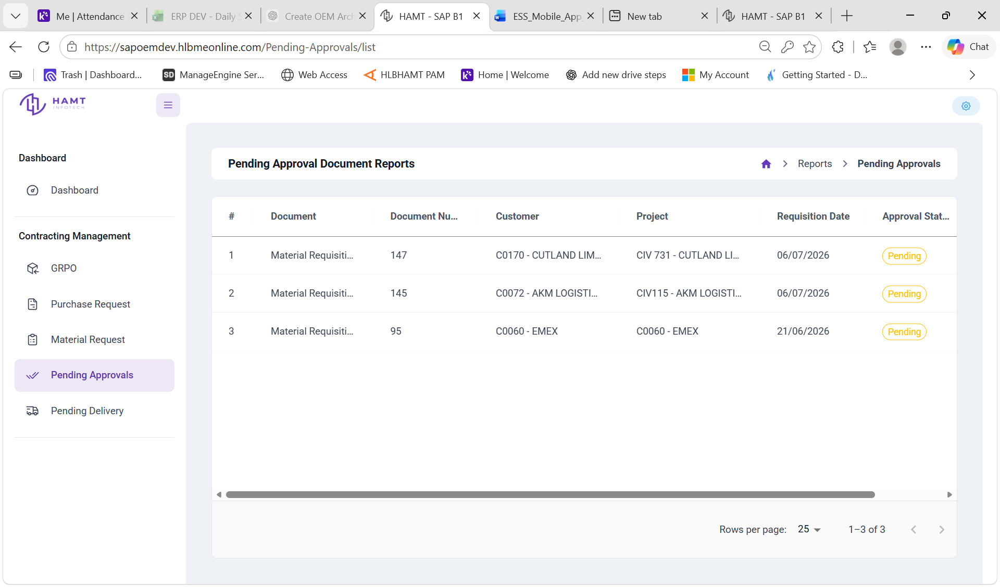 Me | Attendance
ERP DEV - Daily S
Create OEM Arch
HAMT - SAP B1
ESS_Mobile_App_
New tab
HAMT - SAP B1
https://sapoemdev.hlbmeonline.com/Pending-Approvals/list
Chat
Trash | Dashboard...
SD ManageEngine Ser...
Web Access
HLBHAMT PAM
Home | Welcome
Add new drive steps
My Account
Getting Started - D...
HAMT
INFOTECH
Dashboard
Dashboard
Contracting Management
GRPO
Purchase Request
Material Request
Pending Approvals
Pending Delivery
Pending Approval Document Reports
Reports
Pending Approvals
# Document Document Nu... Customer Project Requisition Date Approval Stat...
1 Material Requisiti... 147 C0170 - CUTLAND LIM... CIV 731 - CUTLAND LI... 06/07/2026 Pending
2 Material Requisiti... 145 C0072 - AKM LOGISTI... CIV115 - AKM LOGISTI... 06/07/2026 Pending
3 Material Requisiti... 95 C0060 - EMEX C0060 - EMEX 21/06/2026 Pending
Rows per page: 25 1–3 of 3